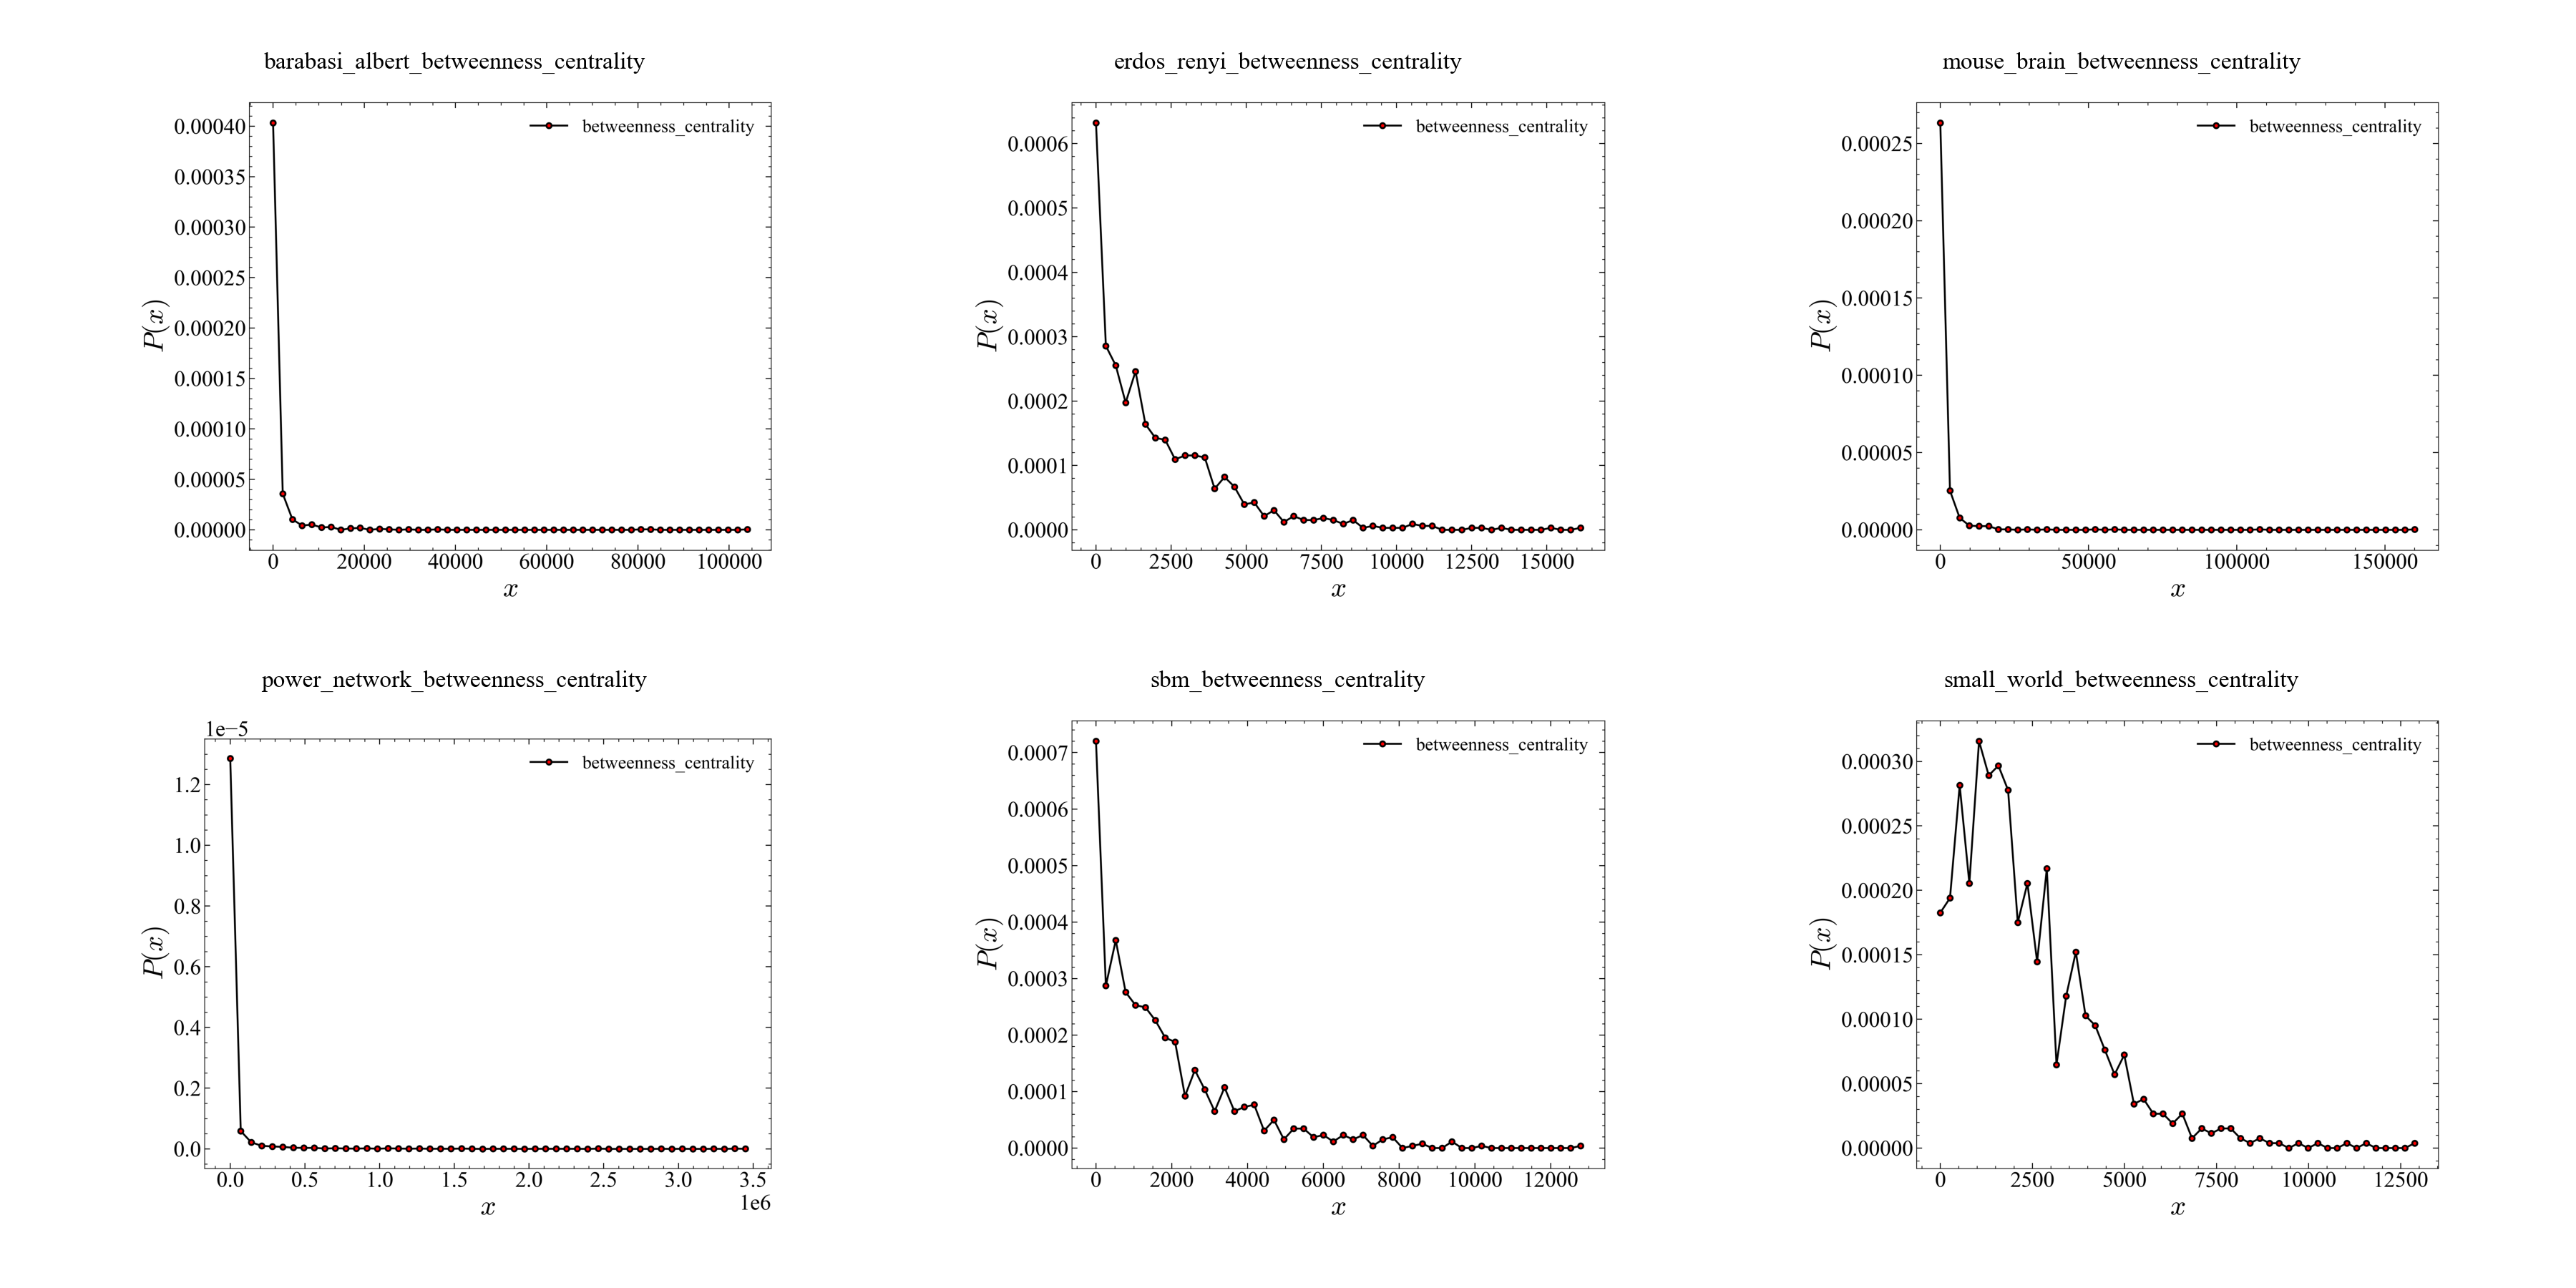 barabasi_albert_betweenness_centrality
betweenness_centrality
0.00040
0.00035
0.00030
0.00025
0.00020
0.00015
0.00010
0.00005
0.00000
P(x)
0 20000 40000 60000 80000 100000
x
erdos_renyi_betweenness_centrality
betweenness_centrality
0.0006
0.0005
0.0004
0.0003
0.0002
0.0001
0.0000
P(x)
0 2500 5000 7500 10000 12500 15000
x
mouse_brain_betweenness_centrality
betweenness_centrality
0.00025
0.00020
0.00015
0.00010
0.00005
0.00000
P(x)
0 50000 100000 150000
x
power_network_betweenness_centrality
1e−5
betweenness_centrality
1.2
1.0
0.8
0.6
0.4
0.2
0.0
P(x)
0.0 0.5 1.0 1.5 2.0 2.5 3.0 3.5
1e6
x
sbm_betweenness_centrality
betweenness_centrality
0.0007
0.0006
0.0005
0.0004
0.0003
0.0002
0.0001
0.0000
P(x)
0 2000 4000 6000 8000 10000 12000
x
small_world_betweenness_centrality
betweenness_centrality
0.00030
0.00025
0.00020
0.00015
0.00010
0.00005
0.00000
P(x)
0 2500 5000 7500 10000 12500
x